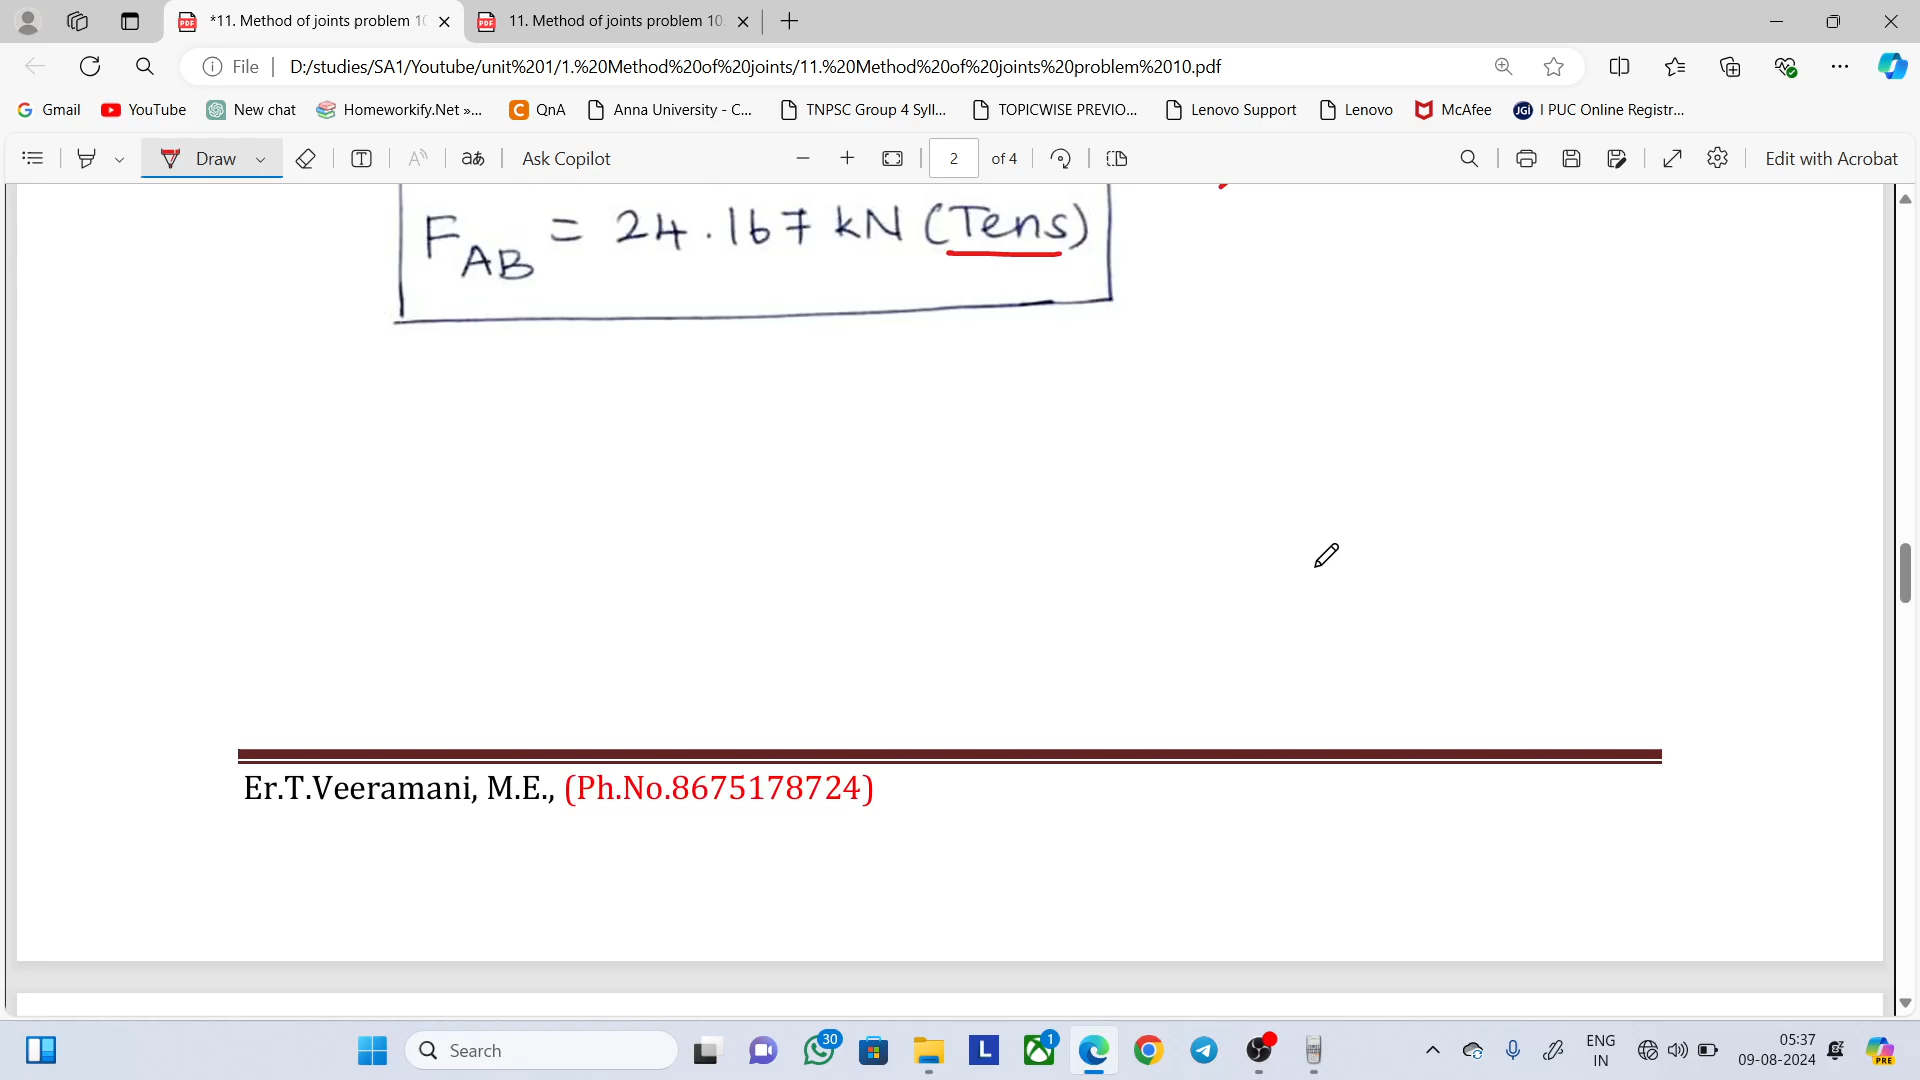 *11. Method of joints problem 10
11. Method of joints problem 10.
File
D:/studies/SA1/Youtube/unit%201/1.%20Method%20of%20joints/11.%20Method%20of%20joints%20problem%2010.pdf
Gmail
YouTube
New chat
Homeworkify.Net »...
QnA
Anna University - C...
TNPSC Group 4 Syll...
TOPICWISE PREVIO...
Lenovo Support
Lenovo
McAfee
JGi
I PUC Online Registr...
Draw
Ask Copilot
2 of 4
Edit with Acrobat
F_AB = 24.167 kN (Tens)
Er.T.Veeramani, M.E., (Ph.No.8675178724)
Search
30
L
1
ENG
IN
05:37
09-08-2024
PRE